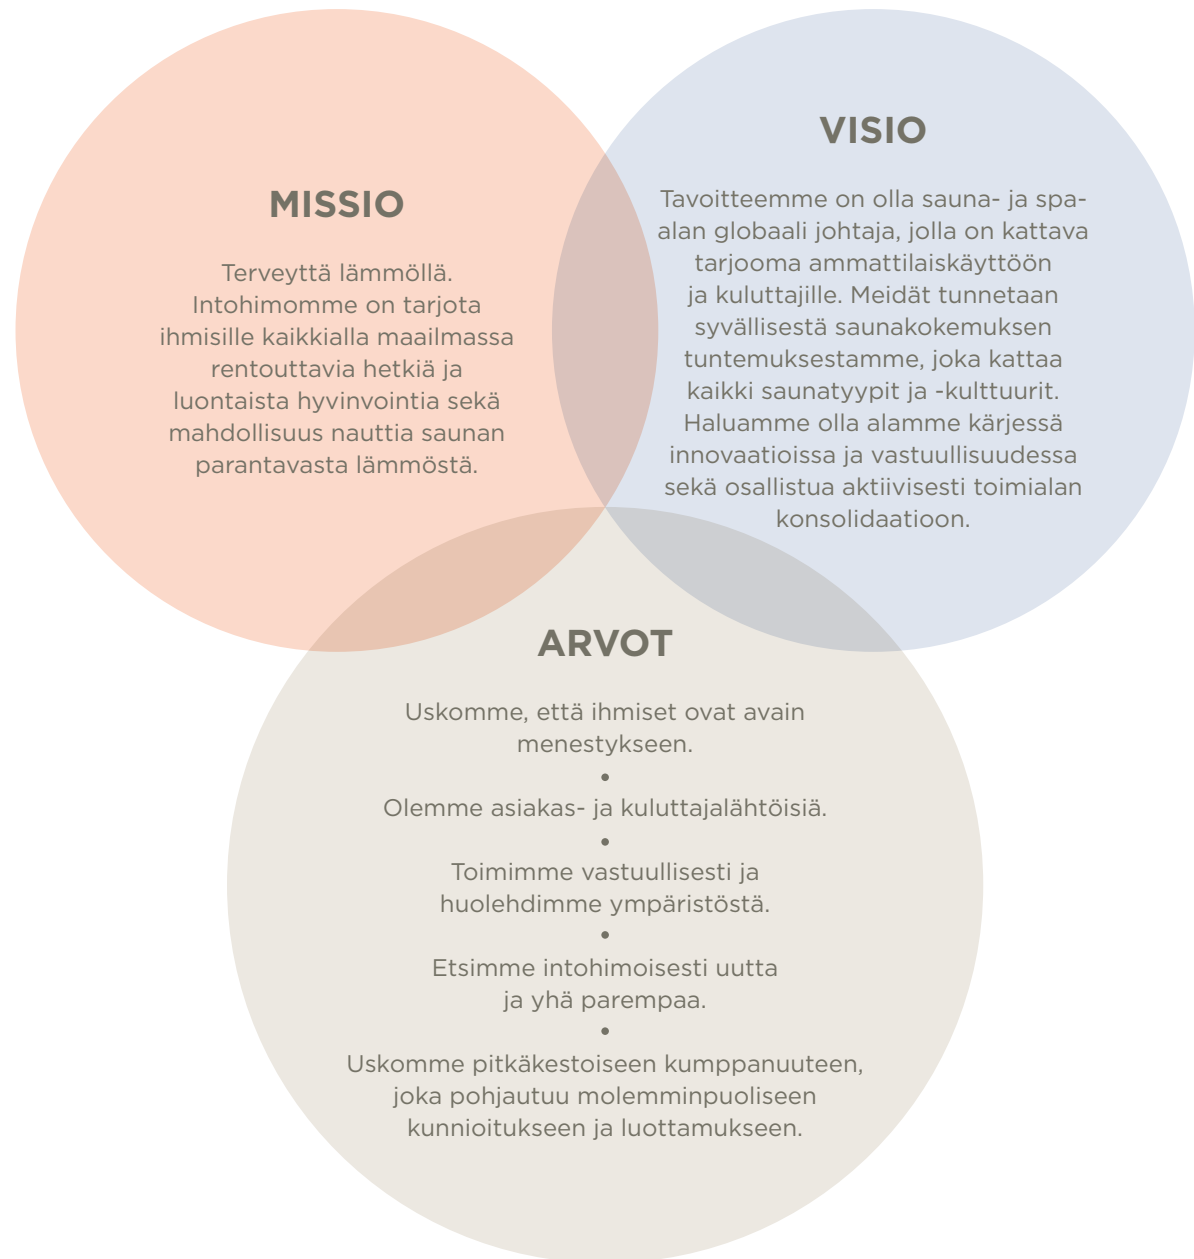 MISSIO
Terveyttä lämmöllä.
Intohimomme on tarjota
ihmisille kaikkialla maailmassa
rentouttavia hetkiä ja
luontaista hyvinvointia sekä
mahdollisuus nauttia saunan
parantavasta lämmöstä.
VISIO
Tavoitteemme on olla sauna- ja spa-
alan globaali johtaja, jolla on kattava
tarjooma ammattilaiskäyttöön
ja kuluttajille. Meidät tunnetaan
syvällisestä saunakokemuksen
tuntemuksestamme, joka kattaa
kaikki saunatyypit ja -kulttuurit.
Haluamme olla alamme kärjessä
innovaatioissa ja vastuullisuudessa
sekä osallistua aktiivisesti toimialan
konsolidaatioon.
ARVOT
Uskomme, että ihmiset ovat avain
menestykseen.
•
Olemme asiakas- ja kuluttajalähtöisiä.
•
Toimimme vastuullisesti ja
huolehdimme ympäristöstä.
•
Etsimme intohimoisesti uutta
ja yhä parempaa.
•
Uskomme pitkäkestoiseen kumppanuuteen,
joka pohjautuu molemminpuoliseen
kunnioitukseen ja luottamukseen.